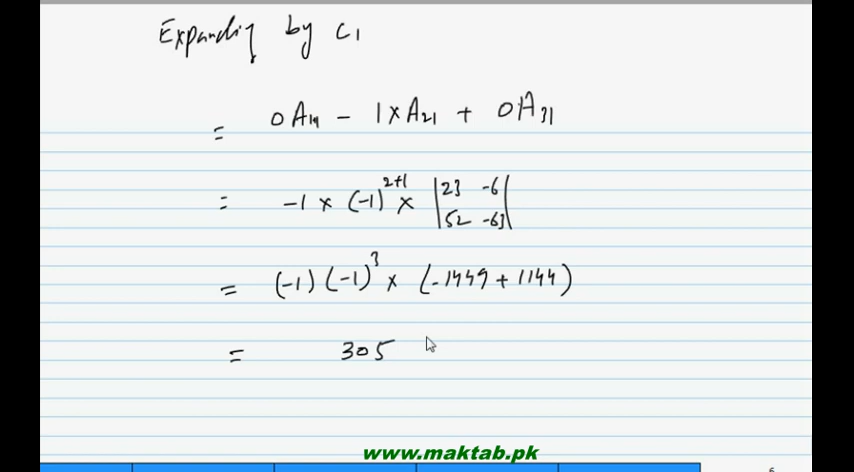 Expanding by C1
= 0A11 - 1×A21 + 0A31
= -1 × (-1)^2+1 × |23 -6|
|52 -63|
= (-1) (-1)^3 × (-1449 + 1144)
= 305
www.maktab.pk
6